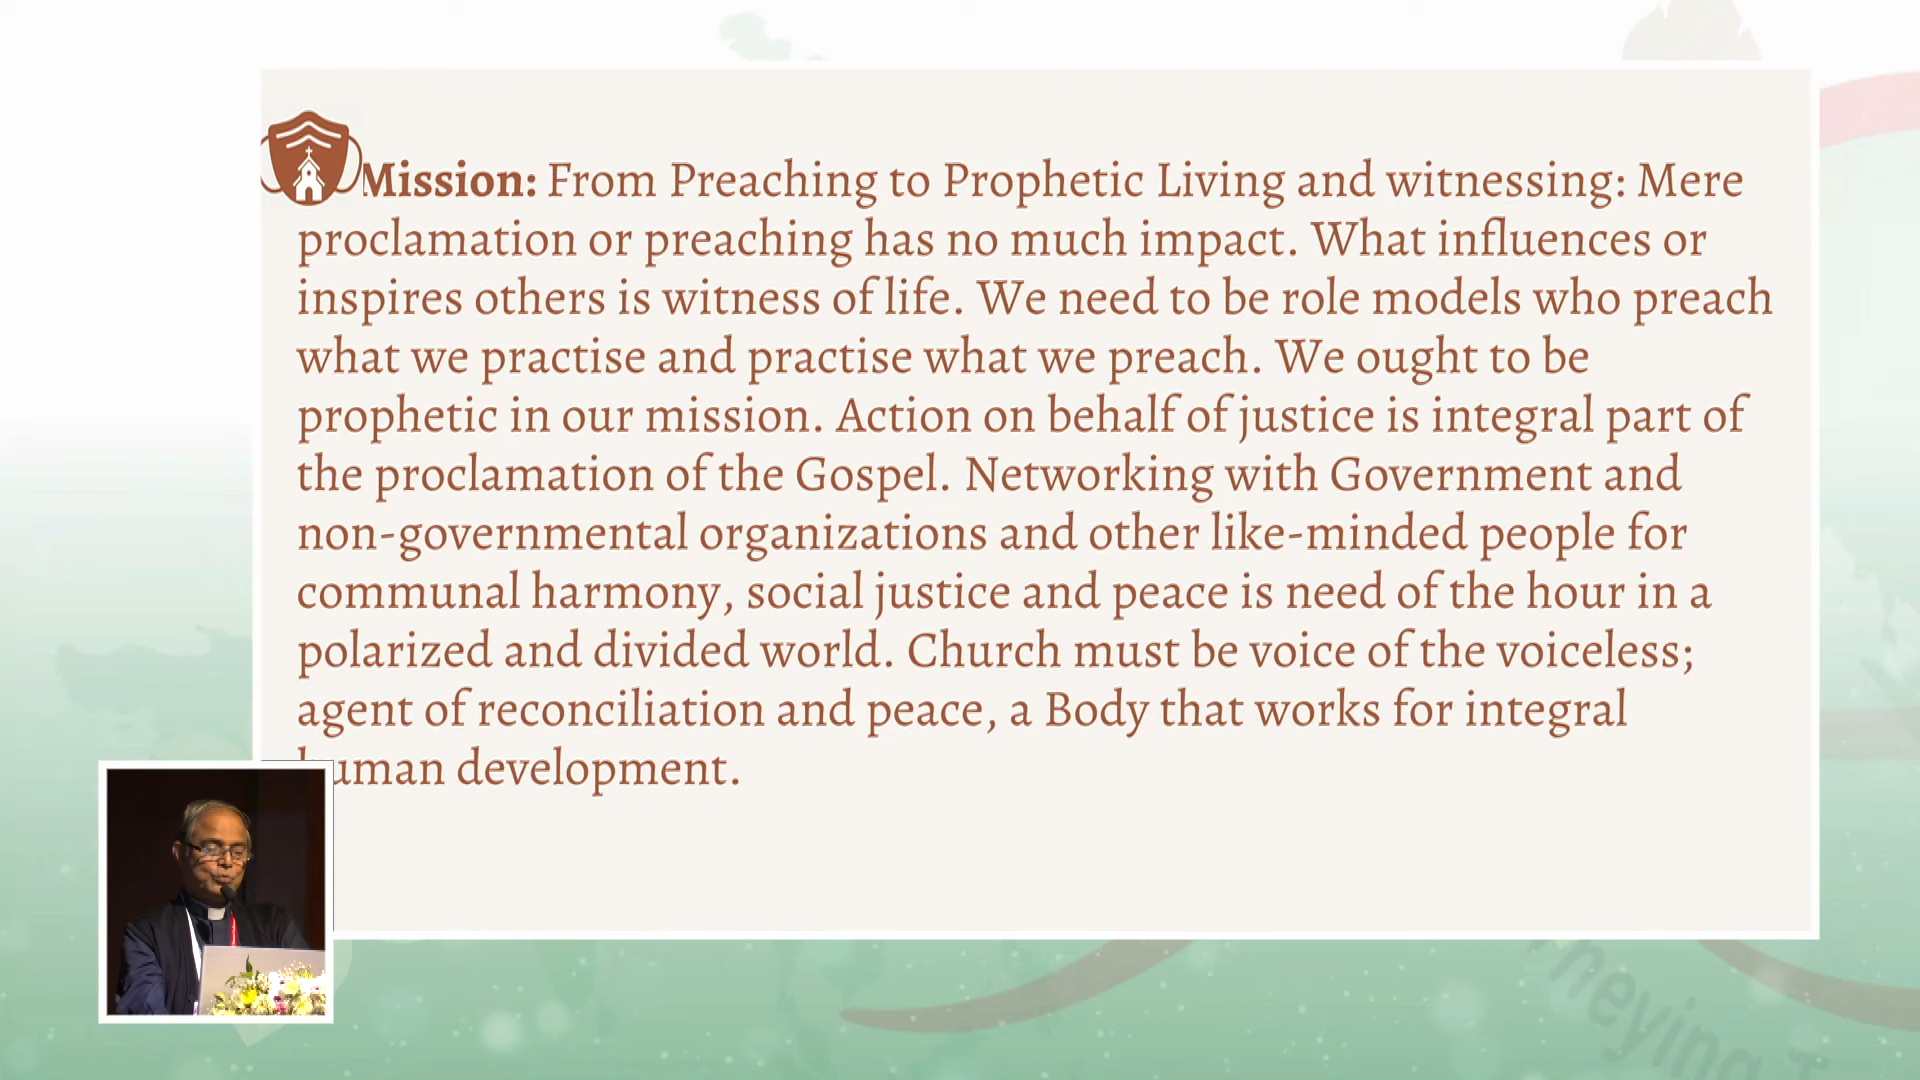 Mission: From Preaching to Prophetic Living and witnessing: Mere
proclamation or preaching has no much impact. What influences or
inspires others is witness of life. We need to be role models who preach
what we practise and practise what we preach. We ought to be
prophetic in our mission. Action on behalf of justice is integral part of
the proclamation of the Gospel. Networking with Government and
non-governmental organizations and other like-minded people for
communal harmony, social justice and peace is need of the hour in a
polarized and divided world. Church must be voice of the voiceless;
agent of reconciliation and peace, a Body that works for integral
human development.